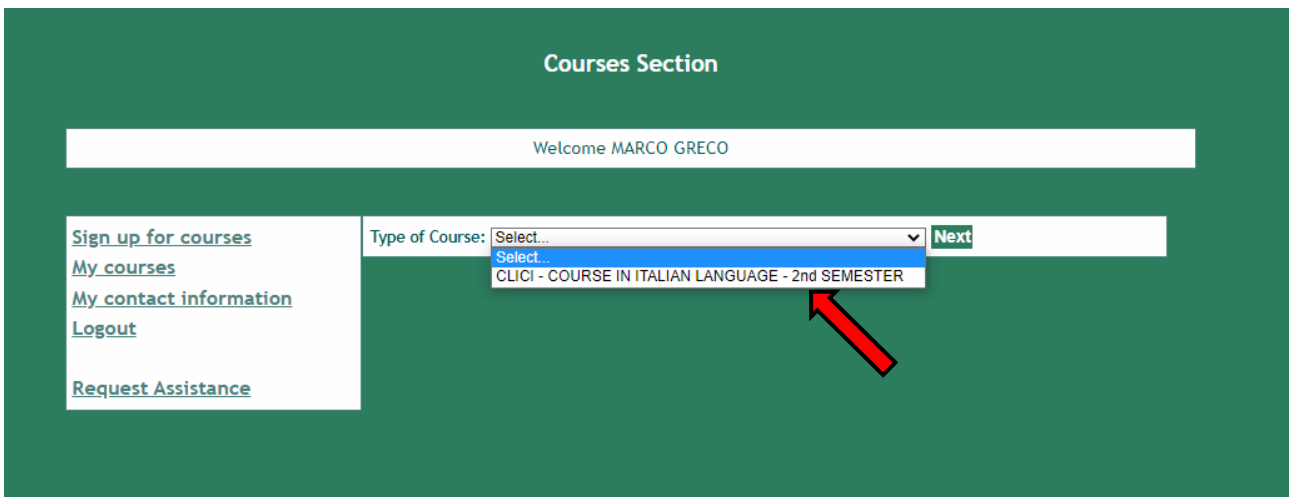 Courses Section
Welcome MARCO GRECO
Sign up for courses
My courses
My contact information
Logout
Request Assistance
Type of Course: Select... Next
Select...
CLICI - COURSE IN ITALIAN LANGUAGE - 2nd SEMESTER